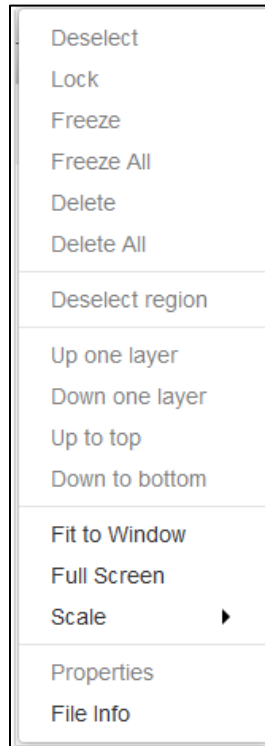 Deselect
Lock
Freeze
Freeze All
Delete
Delete All
Deselect region
Up one layer
Down one layer
Up to top
Down to bottom
Fit to Window
Full Screen
Scale
Properties
File Info